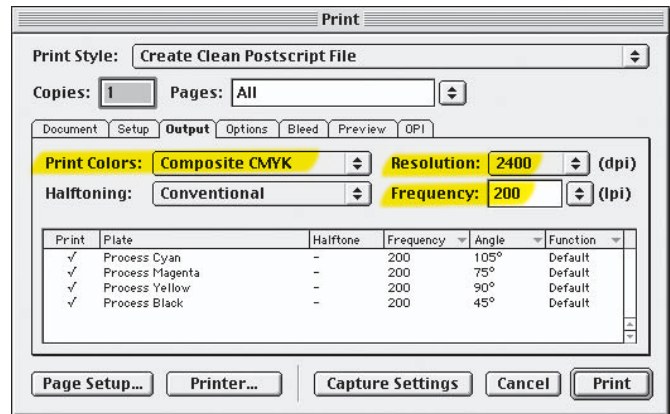 Print
Print Style: Create Clean Postscript File
Copies: 1 Pages: All
Document Setup Output Options Bleed Preview OPI
Print Colors: Composite CMYK Resolution: 2400 (dpi)
Halftoning: Conventional Frequency: 200 (lpi)
Print Plate Halftone Frequency Angle Function
√ Process Cyan - 200 105° Default
√ Process Magenta - 200 75° Default
√ Process Yellow - 200 90° Default
√ Process Black - 200 45° Default
Page Setup... Printer... Capture Settings Cancel Print